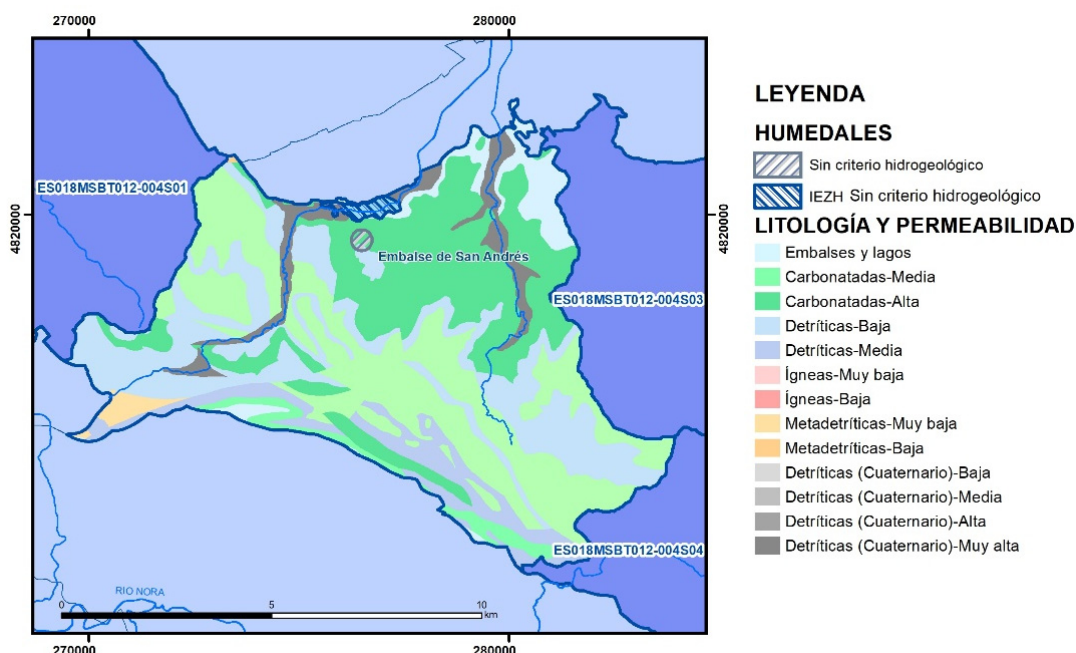 270000
280000
4820000
4820000
ES018MSBT012-004S01
Embalse de San Andrés
ES018MSBT012-004S03
ES018MSBT012-004S04
RIO NORA
0
5
10
km
270000
280000
LEYENDA
HUMEDALES
Sin criterio hidrogeológico
IEZH Sin criterio hidrogeológico
LITOLOGÍA Y PERMEABILIDAD
Embalses y lagos
Carbonatadas-Media
Carbonatadas-Alta
Detríticas-Baja
Detríticas-Media
Ígneas-Muy baja
Ígneas-Baja
Metadetríticas-Muy baja
Metadetríticas-Baja
Detríticas (Cuaternario)-Baja
Detríticas (Cuaternario)-Media
Detríticas (Cuaternario)-Alta
Detríticas (Cuaternario)-Muy alta